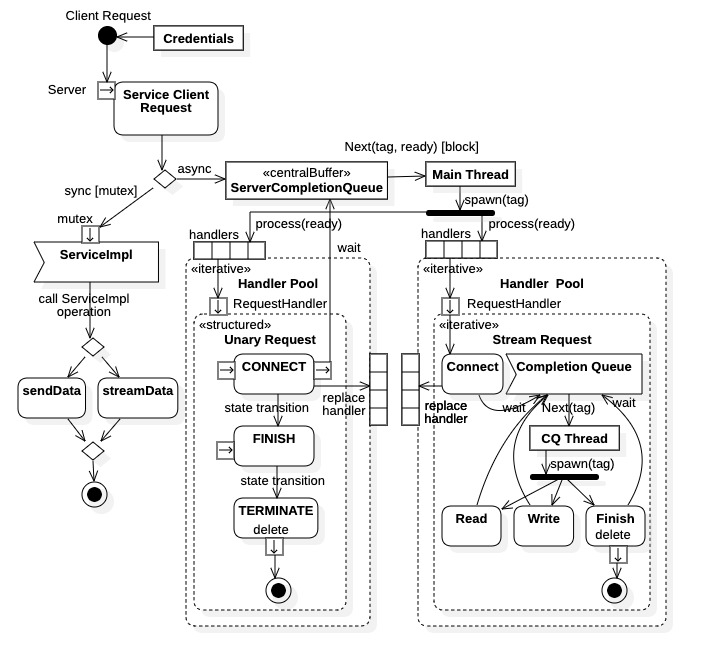 Client Request
Credentials
Server
Service Client
Request
async
Next(tag, ready) [block]
«centralBuffer»
ServerCompletionQueue
Main Thread
sync [mutex]
spawn(tag)
mutex
process(ready)
process(ready)
handlers
handlers
wait
ServiceImpl
«iterative»
«iterative»
Handler Pool
Handler Pool
call ServiceImpl
operation
RequestHandler
RequestHandler
«structured»
«iterative»
Unary Request
Stream Request
CONNECT
Connect
Completion Queue
sendData
streamData
state transition
replace
handler
replace
handler
wait
Next(tag)
wait
FINISH
CQ Thread
spawn(tag)
state transition
TERMINATE
delete
Read
Write
Finish
delete